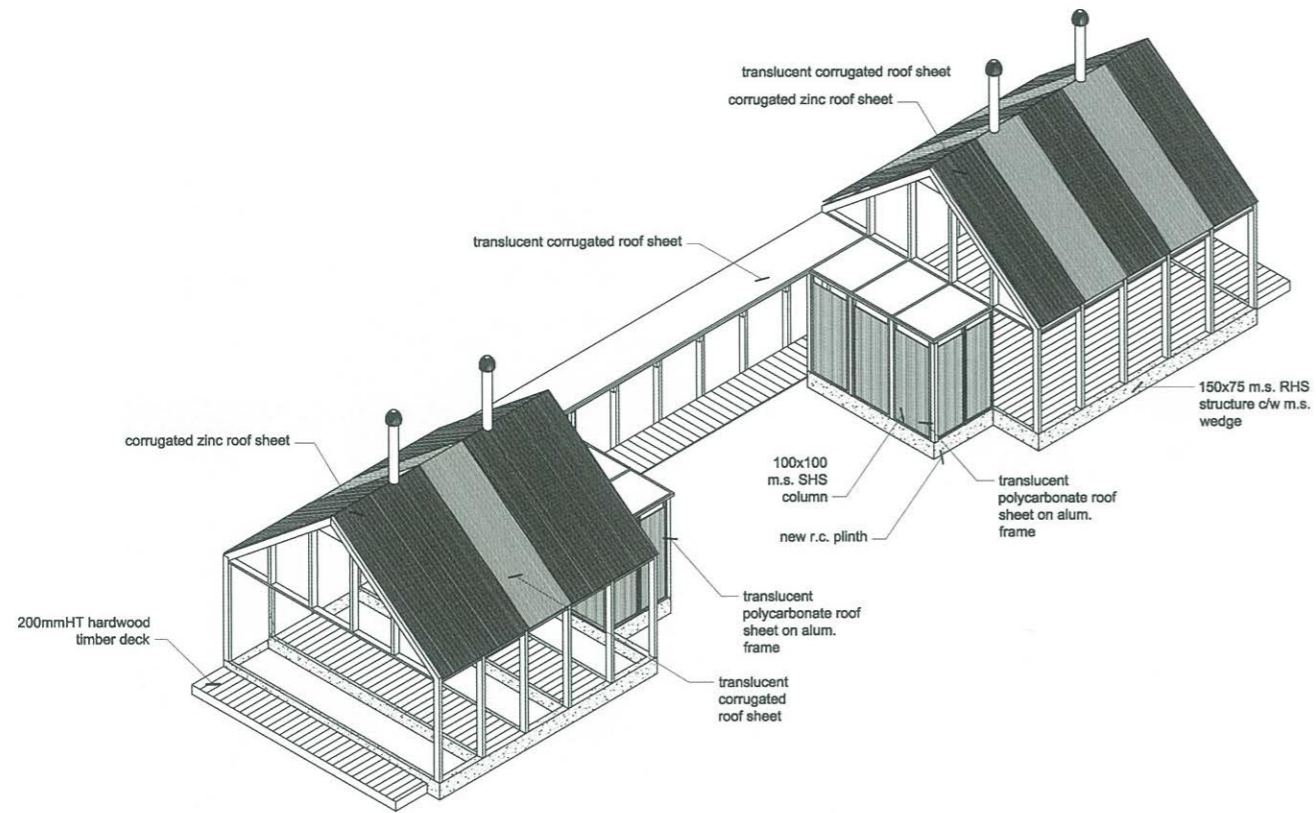 translucent corrugated roof sheet
corrugated zinc roof sheet
translucent corrugated roof sheet
150x75 m.s. RHS
structure c/w m.s.
wedge
corrugated zinc roof sheet
100x100
m.s. SHS
column
translucent
polycarbonate roof
sheet on alum.
frame
new r.c. plinth
translucent
polycarbonate roof
sheet on alum.
frame
200mmHT hardwood
timber deck
translucent
corrugated
roof sheet